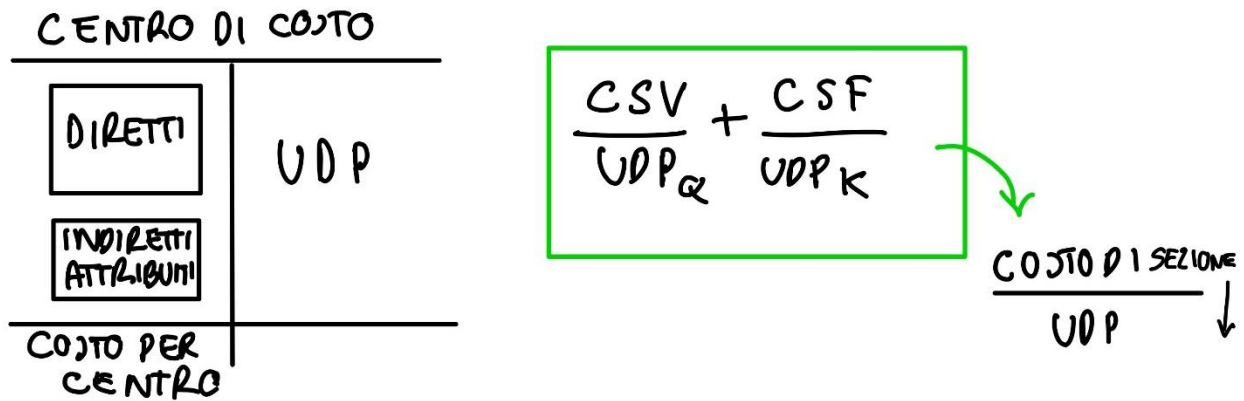 CENTRO DI COSTO
DIRETTI
UDP
INDIRETTI
ATTRIBUITI
COSTO PER
CENTRO
CSV + CSF
UDPQ UDPK
COSTO DI SEZIONE
UDP